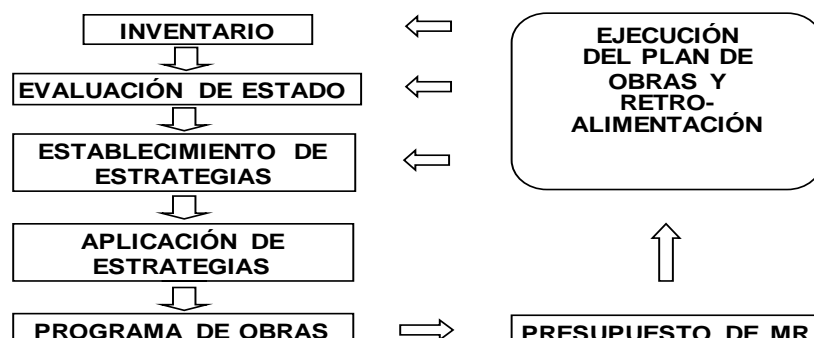 INVENTARIO
EVALUACIÓN DE ESTADO
ESTABLECIMIENTO DE
ESTRATEGIAS
APLICACIÓN DE
ESTRATEGIAS
PROGRAMA DE OBRAS
PRESUPUESTO DE MR
EJECUCIÓN
DEL PLAN DE
OBRAS Y
RETRO-
ALIMENTACIÓN